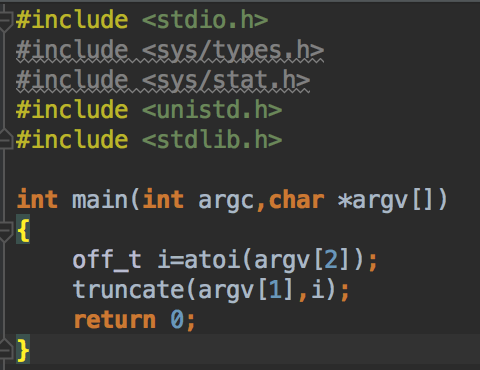 #include <stdio.h>
#include <sys/types.h>
#include <sys/stat.h>
#include <unistd.h>
#include <stdlib.h>
int main(int argc,char *argv[])
{
off_t i=atoi(argv[2]);
truncate(argv[1],i);
return 0;
}